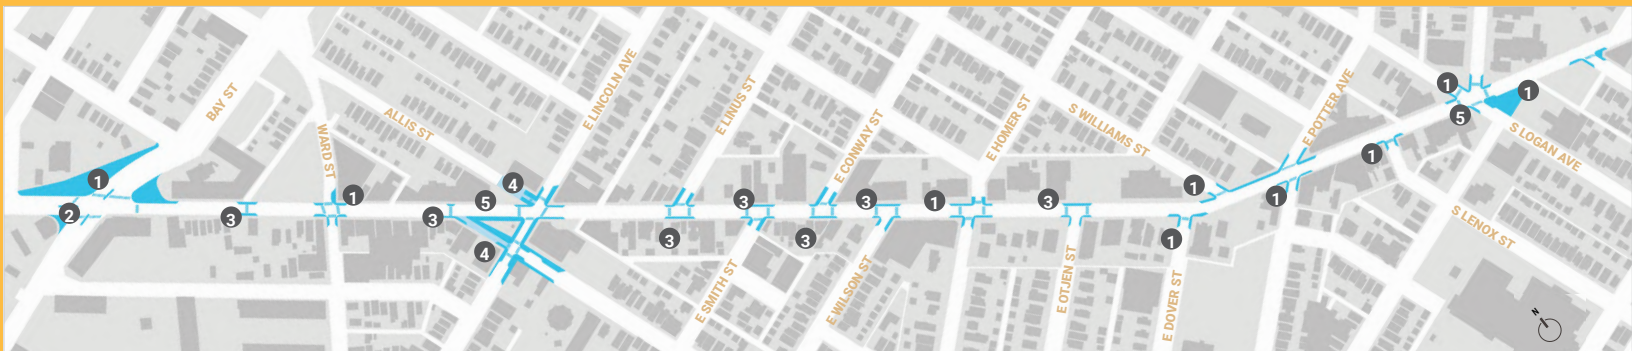 BAY ST
WARD ST
ALLIS ST
E LINCOLN AVE
E LINUS ST
E CONWAY ST
E HOMER ST
S WILLIAMS ST
E POTTER AVE
S LOGAN AVE
S LENOX ST
E SMITH ST
E WILSON ST
E OTJEN ST
E DOVER ST
1
2
3
1
3
5
4
4
3
3
3
3
1
3
1
1
1
1
1
5
1
N